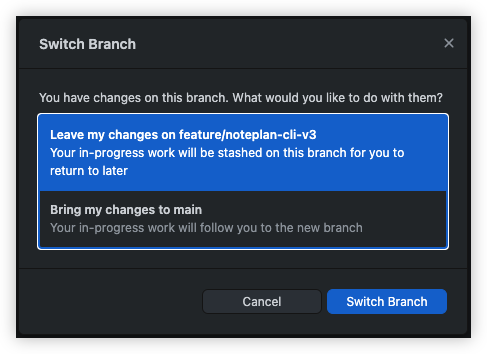 Switch Branch
You have changes on this branch. What would you like to do with them?
Leave my changes on feature/noteplan-cli-v3
Your in-progress work will be stashed on this branch for you to
return to later
Bring my changes to main
Your in-progress work will follow you to the new branch
Cancel
Switch Branch